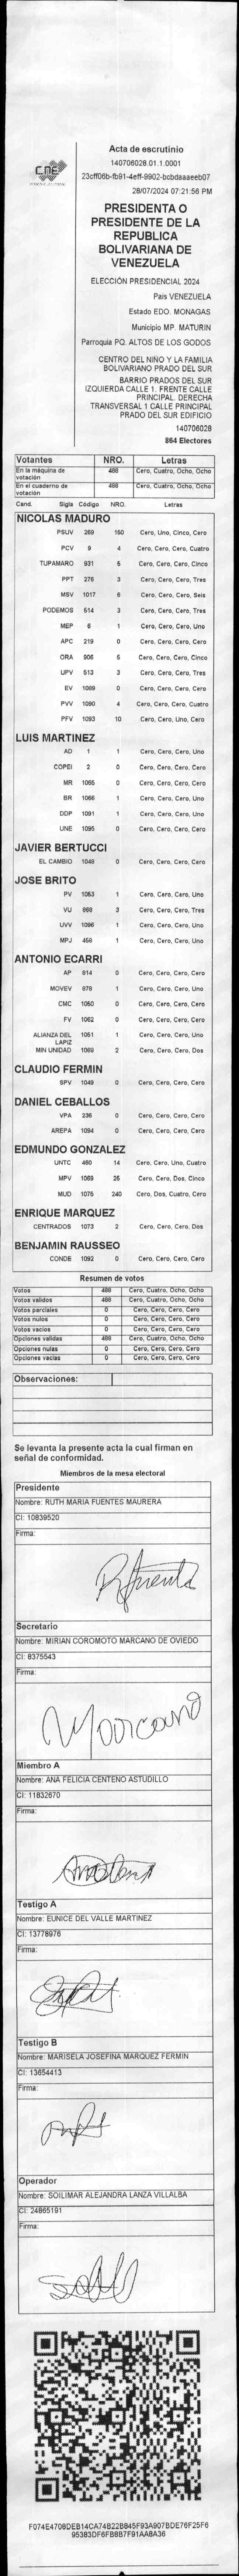 CNE
Acta de escrutinio
140706028.01.1.0001
23cff06b-fb91-4eff-9902-bcbdaaaeeb07
28/07/2024 07:21:56 PM
PRESIDENTA O
PRESIDENTE DE LA
REPUBLICA
BOLIVARIANA DE
VENEZUELA
ELECCIÓN PRESIDENCIAL 2024
País VENEZUELA
Estado EDO. MONAGAS
Municipio MP. MATURIN
Parroquia PQ. ALTOS DE LOS GODOS
CENTRO DEL NIÑO Y LA FAMILIA
BOLIVARIANO PRADO DEL SUR
BARRIO PRADOS DEL SUR
IZQUIERDA CALLE 1. FRENTE CALLE
PRINCIPAL. DERECHA
TRANSVERSAL 1 CALLE PRINCIPAL
PRADO DEL SUR EDIFICIO
140706028
864 Electores
Votantes NRO. Letras
En la máquina de votación 488 Cero, Cuatro, Ocho, Ocho
En el cuaderno de votación 488 Cero, Cuatro, Ocho, Ocho
Cand. Sigla Código NRO. Letras
NICOLAS MADURO
PSUV 269 150 Cero, Uno, Cinco, Cero
PCV 9 4 Cero, Cero, Cero, Cuatro
TUPAMARO 931 5 Cero, Cero, Cero, Cinco
PPT 276 3 Cero, Cero, Cero, Tres
MSV 1017 6 Cero, Cero, Cero, Seis
PODEMOS 514 3 Cero, Cero, Cero, Tres
MEP 6 1 Cero, Cero, Cero, Uno
APC 219 0 Cero, Cero, Cero, Cero
ORA 906 5 Cero, Cero, Cero, Cinco
UPV 513 3 Cero, Cero, Cero, Tres
EV 1089 0 Cero, Cero, Cero, Cero
PVV 1090 4 Cero, Cero, Cero, Cuatro
PFV 1093 10 Cero, Cero, Uno, Cero
LUIS MARTINEZ
AD 1 1 Cero, Cero, Cero, Uno
COPEI 2 0 Cero, Cero, Cero, Cero
MR 1065 0 Cero, Cero, Cero, Cero
BR 1066 1 Cero, Cero, Cero, Uno
DDP 1091 1 Cero, Cero, Cero, Uno
UNE 1095 0 Cero, Cero, Cero, Cero
JAVIER BERTUCCI
EL CAMBIO 1048 0 Cero, Cero, Cero, Cero
JOSE BRITO
PV 1053 1 Cero, Cero, Cero, Uno
VU 868 3 Cero, Cero, Cero, Tres
UVV 1096 1 Cero, Cero, Cero, Uno
MPJ 458 1 Cero, Cero, Cero, Uno
ANTONIO ECARRI
AP 814 0 Cero, Cero, Cero, Cero
MOVEV 878 1 Cero, Cero, Cero, Uno
CMC 1050 0 Cero, Cero, Cero, Cero
FV 1062 0 Cero, Cero, Cero, Cero
ALIANZA DEL LAPIZ 1051 1 Cero, Cero, Cero, Uno
MIN UNIDAD 1069 2 Cero, Cero, Cero, Dos
CLAUDIO FERMIN
SPV 1049 0 Cero, Cero, Cero, Cero
DANIEL CEBALLOS
VPA 236 0 Cero, Cero, Cero, Cero
AREPA 1094 0 Cero, Cero, Cero, Cero
EDMUNDO GONZALEZ
UNTC 460 14 Cero, Cero, Uno, Cuatro
MPV 1059 25 Cero, Cero, Dos, Cinco
MUD 1075 240 Cero, Dos, Cuatro, Cero
ENRIQUE MARQUEZ
CENTRADOS 1073 2 Cero, Cero, Cero, Dos
BENJAMIN RAUSSEO
CONDE 1092 0 Cero, Cero, Cero, Cero
Resumen de votos
Votos 488 Cero, Cuatro, Ocho, Ocho
Votos validos 488 Cero, Cuatro, Ocho, Ocho
Votos parciales 0 Cero, Cero, Cero, Cero
Votos nulos 0 Cero, Cero, Cero, Cero
Votos vacios 0 Cero, Cero, Cero, Cero
Opciones validas 488 Cero, Cuatro, Ocho, Ocho
Opciones nulas 0 Cero, Cero, Cero, Cero
Opciones vacias 0 Cero, Cero, Cero, Cero
Observaciones:
Se levanta la presente acta la cual firman en
señal de conformidad.
Miembros de la mesa electoral
Presidente
Nombre: RUTH MARIA FUENTES MAURERA
CI: 10839520
Firma:
Secretario
Nombre: MIRIAN COROMOTO MARCANO DE OVIEDO
CI: 8375543
Firma:
Marcano
Miembro A
Nombre: ANA FELICIA CENTENO ASTUDILLO
CI: 11832670
Firma:
Testigo A
Nombre: EUNICE DEL VALLE MARTINEZ
CI: 13778976
Firma:
Testigo B
Nombre: MARISELA JOSEFINA MARQUEZ FERMIN
CI: 13654413
Firma:
Operador
Nombre: SOILIMAR ALEJANDRA LANZA VILLALBA
CI: 24865191
Firma:
F074E4708DEB14CA74B22B845F93A907BDE76F25F6
95383DF6FB8B7F91AA8A36